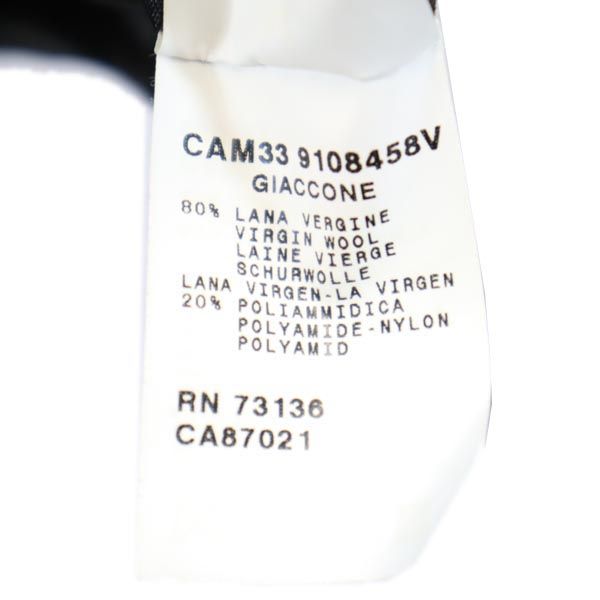 CAM33 9108458V
GIACCONE
80% LANA VERGINE
VIRGIN WOOL
LAINE VIERGE
SCHURWOLLE
LANA VIRGEN-LA VIRGEN
20% POLIAMMIDICA
POLYAMIDE-NYLON
POLYAMID
RN 73136
CA87021